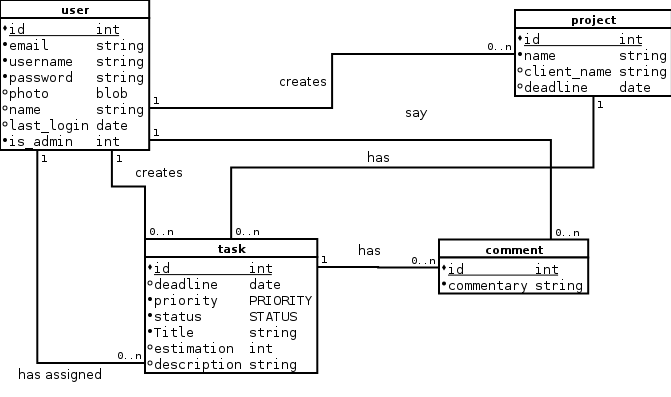 user
id int
email string
username string
password string
photo blob
name string
last_login date
is_admin int
project
id int
name string
client_name string
deadline date
0..n
creates
1
say
1
1
has
1
1
creates
0..n
0..n
0..n
task
id int
deadline date
priority PRIORITY
status STATUS
Title string
estimation int
description string
1
has
0..n
comment
id int
commentary string
0..n
has assigned